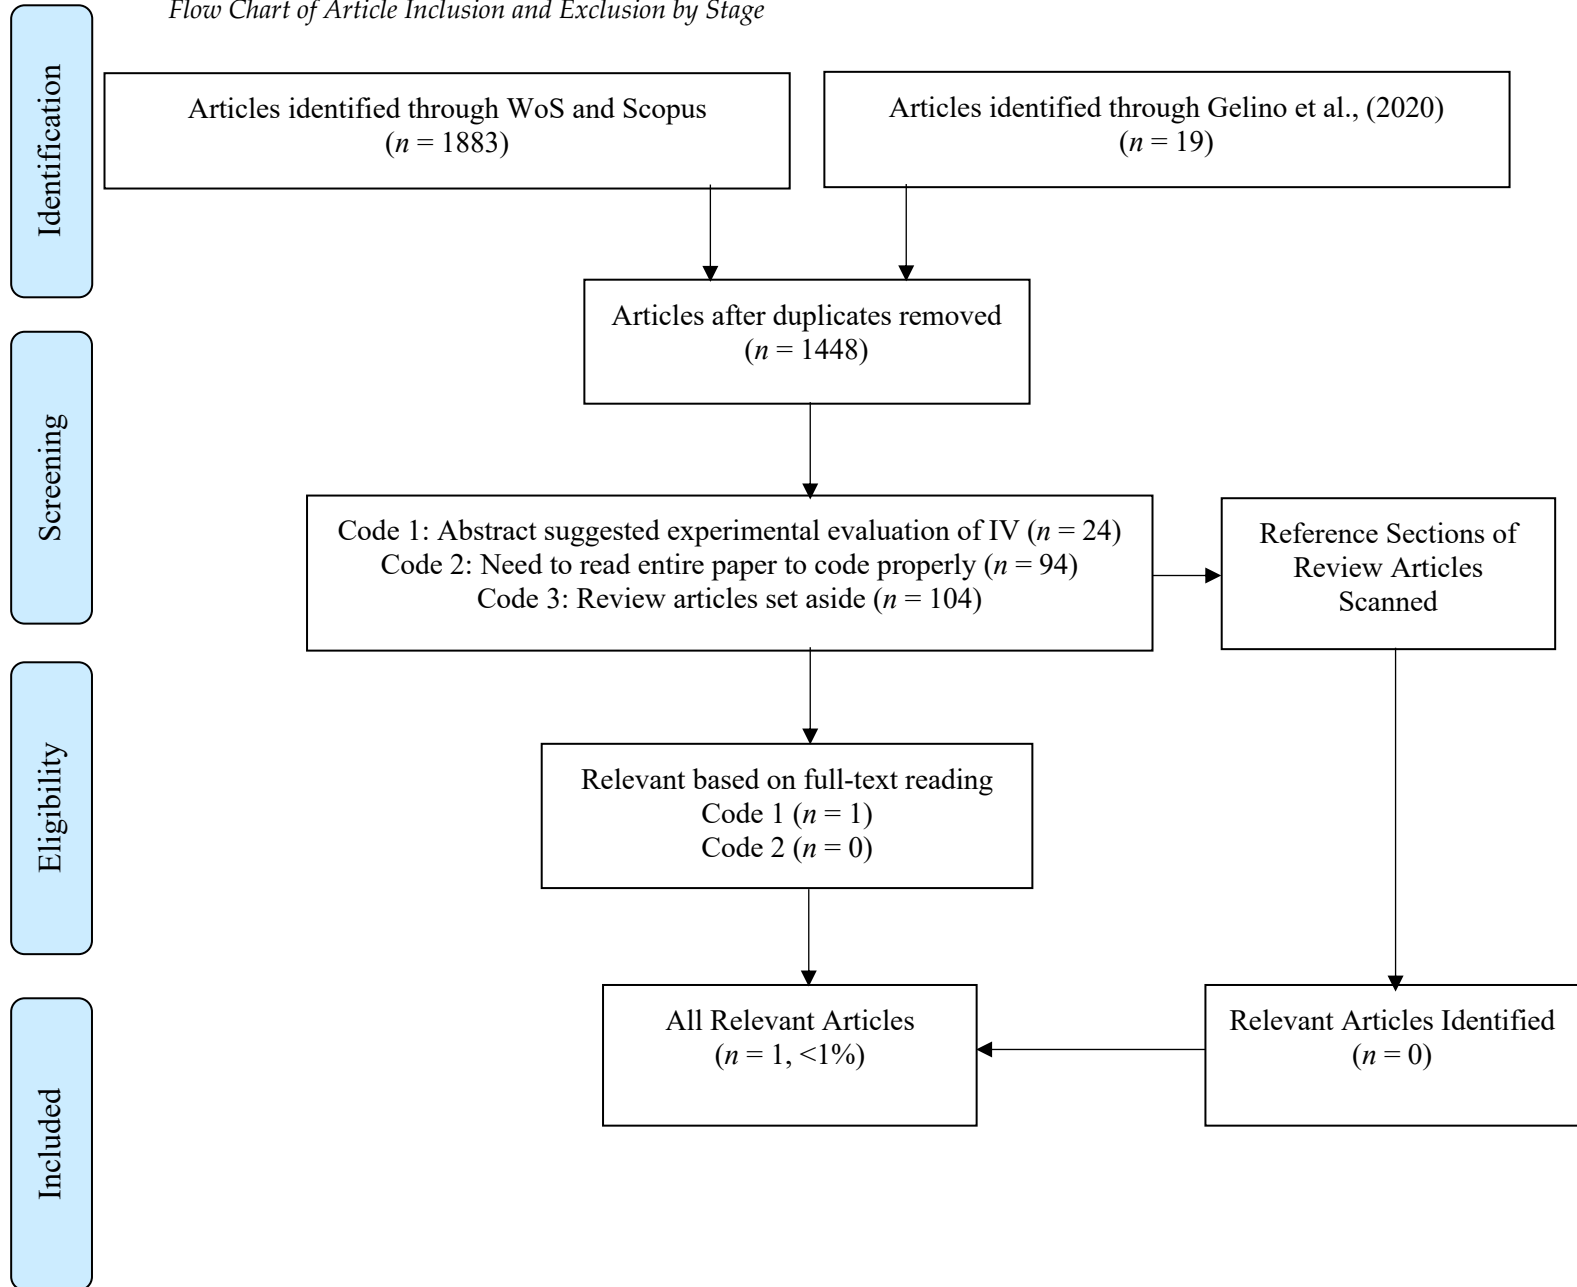 Flow Chart of Article Inclusion and Exclusion by Stage
Identification
Articles identified through WoS and Scopus
(n = 1883)
Articles identified through Gelino et al., (2020)
(n = 19)
Articles after duplicates removed
(n = 1448)
Screening
Code 1: Abstract suggested experimental evaluation of IV (n = 24)
Code 2: Need to read entire paper to code properly (n = 94)
Code 3: Review articles set aside (n = 104)
Reference Sections of
Review Articles
Scanned
Eligibility
Relevant based on full-text reading
Code 1 (n = 1)
Code 2 (n = 0)
Included
All Relevant Articles
(n = 1, <1%)
Relevant Articles Identified
(n = 0)